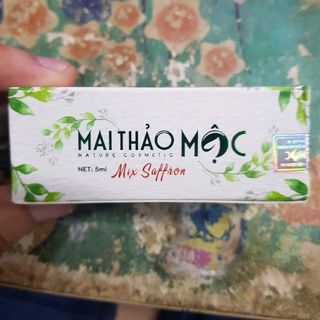 MAI THẢO MỘC
NATURE COSMETIC
NET: 5ml Mix Saffron